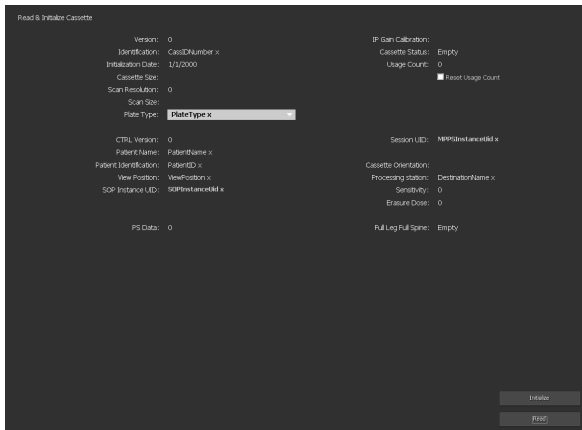 Read & Initialize Cassette
Version: 0 IP Gain Calibration:
Identification: CassIDNumber x Cassette Status: Empty
Initialization Date: 1/1/2000 Usage Count: 0
Cassette Size: Reset Usage Count
Scan Resolution: 0
Scan Size:
Plate Type: PlateType x
CTRL Version: 0 Session UID: MPPSInstanceUid x
Patient Name: PatientName x
Patient Identification: PatientID x Cassette Orientation:
View Position: ViewPosition x Processing station: DestinationName x
SOP Instance UID: SOPInstanceUid x Sensitivity: 0
Erasure Dose: 0
PS Data: 0 Full Leg Full Spine: Empty
Initialize
Read